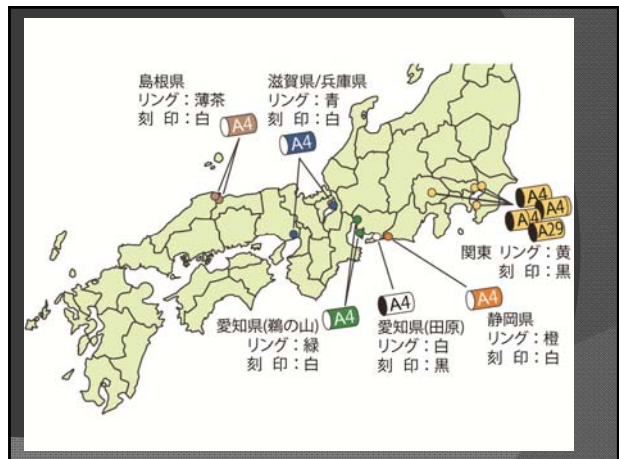 島根県
リング：薄茶
刻 印：白
A4
滋賀県/兵庫県
リング：青
刻 印：白
A4
A4
A4
A4
A29
関東 リング：黄
刻 印：黒
愛知県(鵜の山)
リング：緑
刻 印：白
A4
愛知県(田原)
リング：白
刻 印：黒
A4
静岡県
リング：橙
刻 印：白
A4